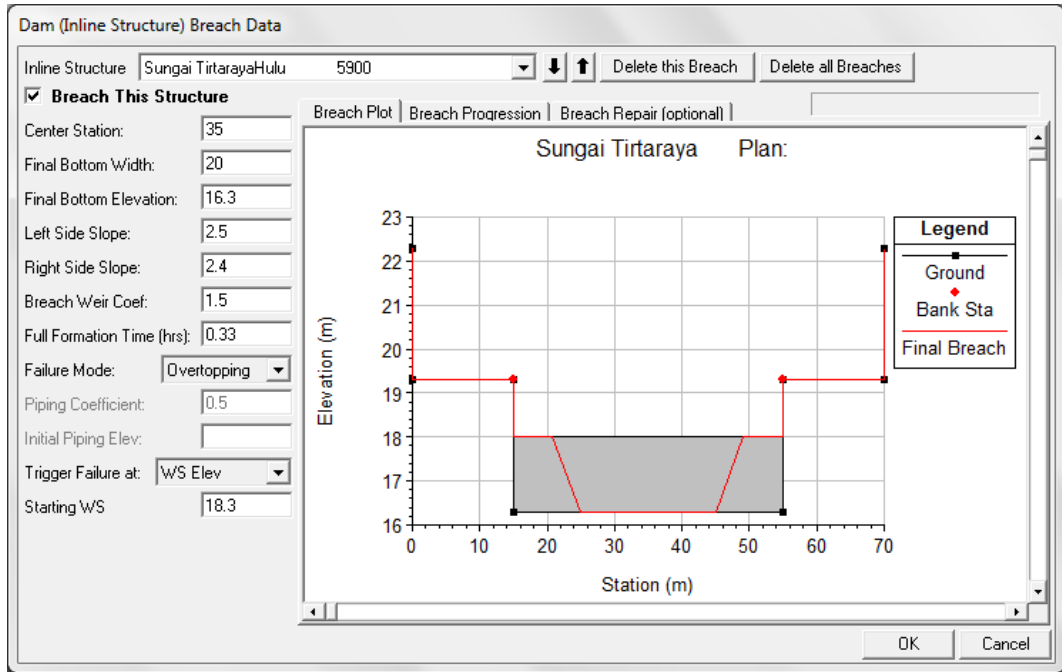 Dam (Inline Structure) Breach Data
Inline Structure Sungai TirtarayaHulu 5900 Delete this Breach Delete all Breaches
Breach This Structure
Breach Plot Breach Progression Breach Repair (optional)
Center Station: 35
Final Bottom Width: 20
Final Bottom Elevation: 16.3
Left Side Slope: 2.5
Right Side Slope: 2.4
Breach Weir Coef: 1.5
Full Formation Time (hrs): 0.33
Failure Mode: Overtopping
Piping Coefficient: 0.5
Initial Piping Elev:
Trigger Failure at: WS Elev
Starting WS 18.3
Sungai Tirtaraya Plan:
Elevation (m)
23
22
21
20
19
18
17
16
0 10 20 30 40 50 60 70
Station (m)
Legend
Ground
Bank Sta
Final Breach
OK Cancel